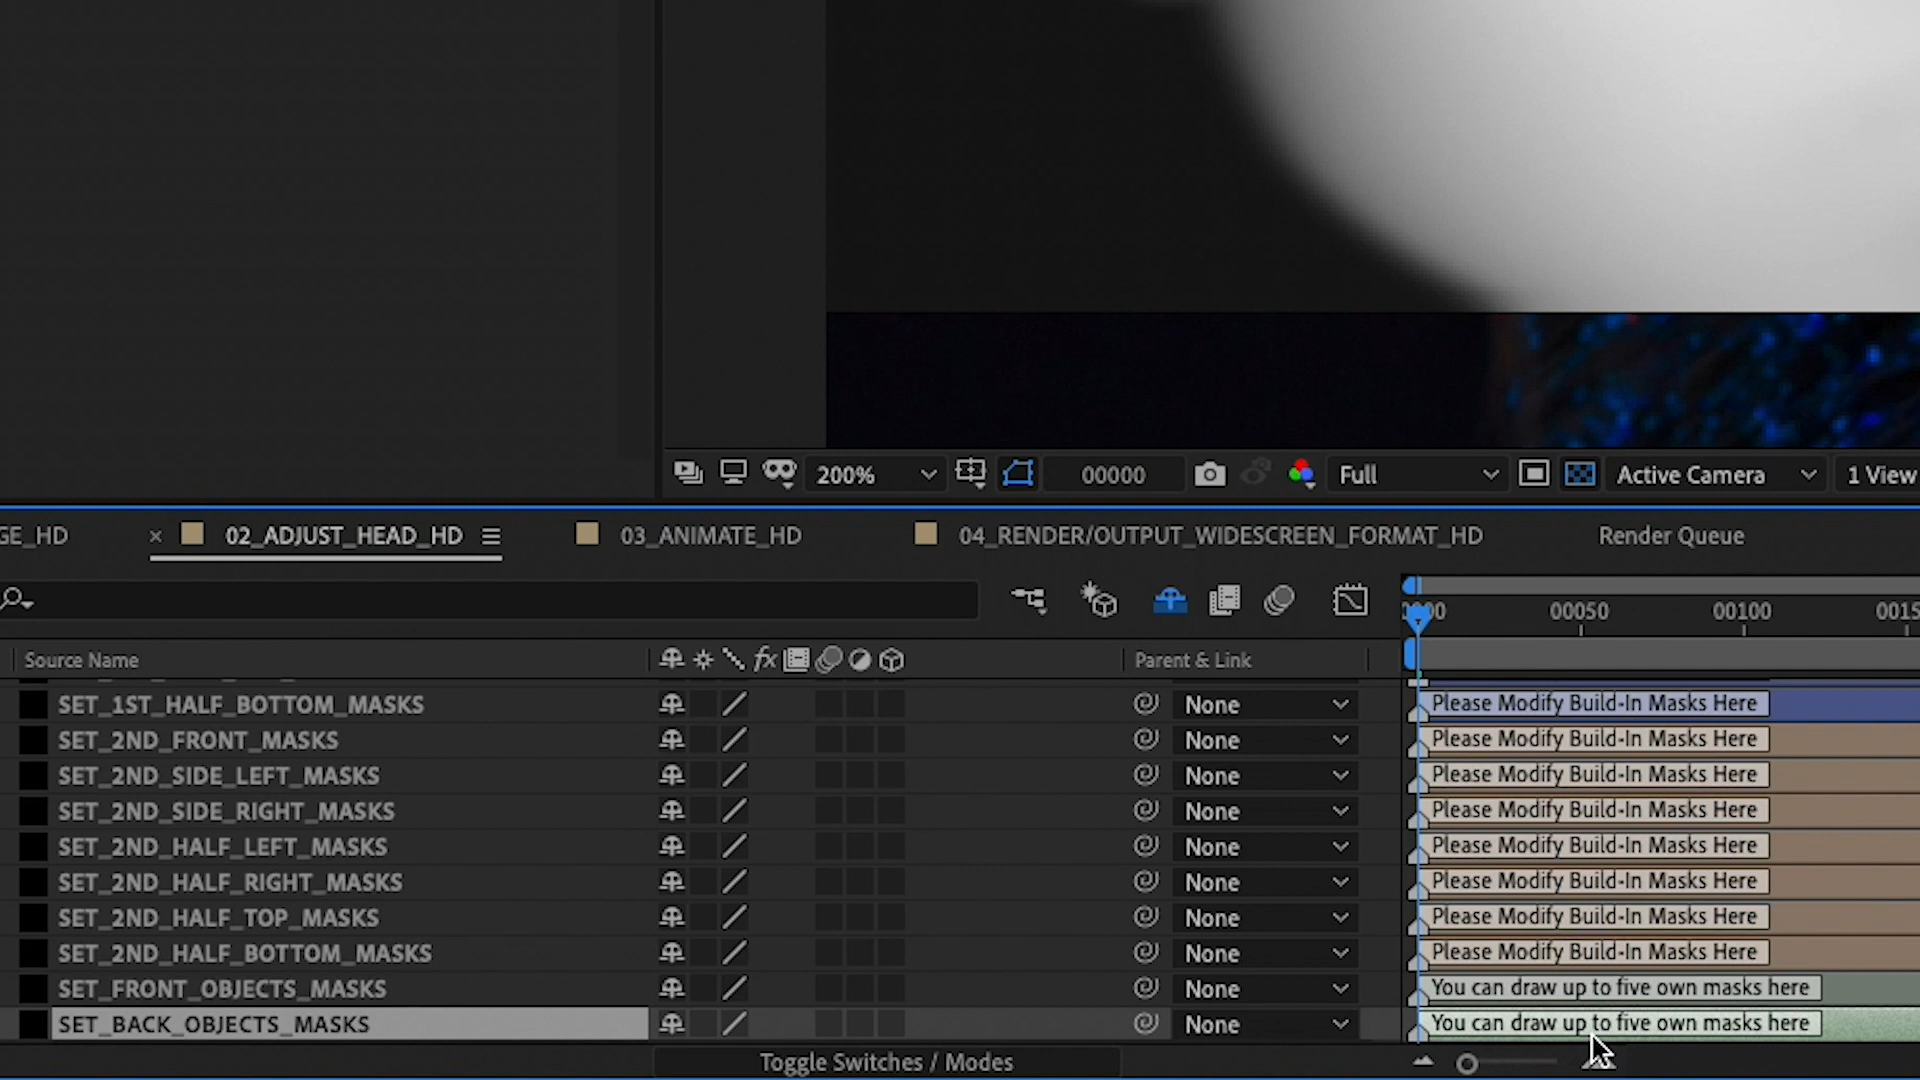 200%
00000
Full
Active Camera
1 View
GE_HD
× 02_ADJUST_HEAD_HD
03_ANIMATE_HD
04_RENDER/OUTPUT_WIDESCREEN_FORMAT_HD
Render Queue
00050
00100
0015
Source Name
fx
Parent & Link
SET_1ST_HALF_BOTTOM_MASKS None Please Modify Build-In Masks Here
SET_2ND_FRONT_MASKS None Please Modify Build-In Masks Here
SET_2ND_SIDE_LEFT_MASKS None Please Modify Build-In Masks Here
SET_2ND_SIDE_RIGHT_MASKS None Please Modify Build-In Masks Here
SET_2ND_HALF_LEFT_MASKS None Please Modify Build-In Masks Here
SET_2ND_HALF_RIGHT_MASKS None Please Modify Build-In Masks Here
SET_2ND_HALF_TOP_MASKS None Please Modify Build-In Masks Here
SET_2ND_HALF_BOTTOM_MASKS None Please Modify Build-In Masks Here
SET_FRONT_OBJECTS_MASKS None You can draw up to five own masks here
SET_BACK_OBJECTS_MASKS None You can draw up to five own masks here
Toggle Switches / Modes